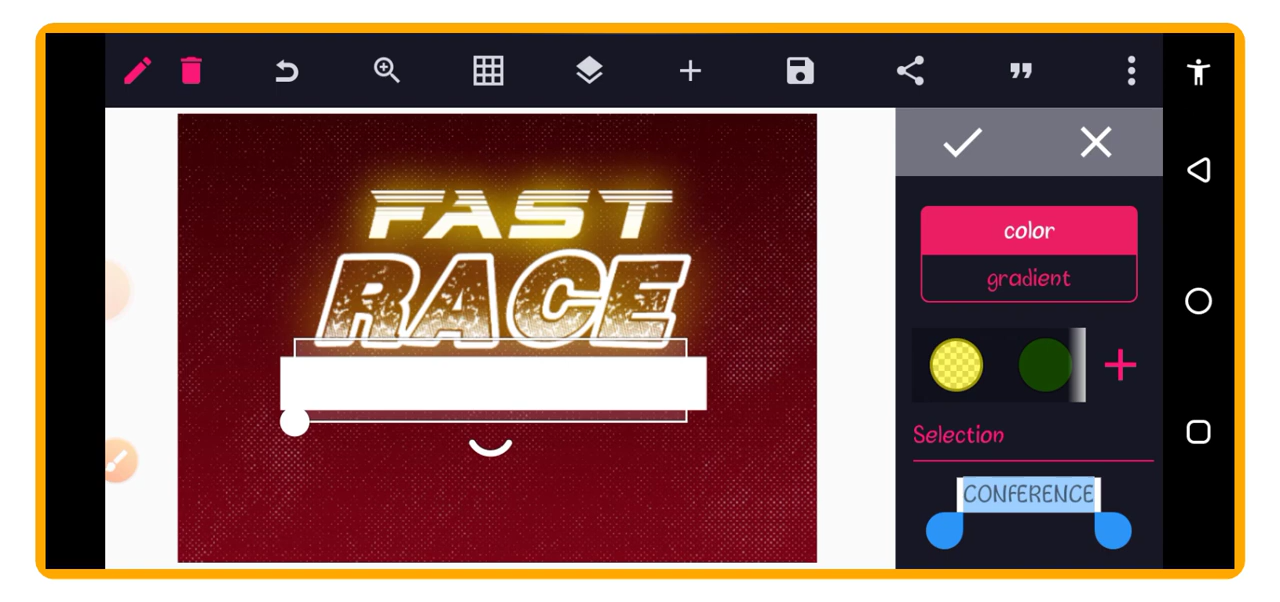 FAST
RACE
color
gradient
Selection
CONFERENCE